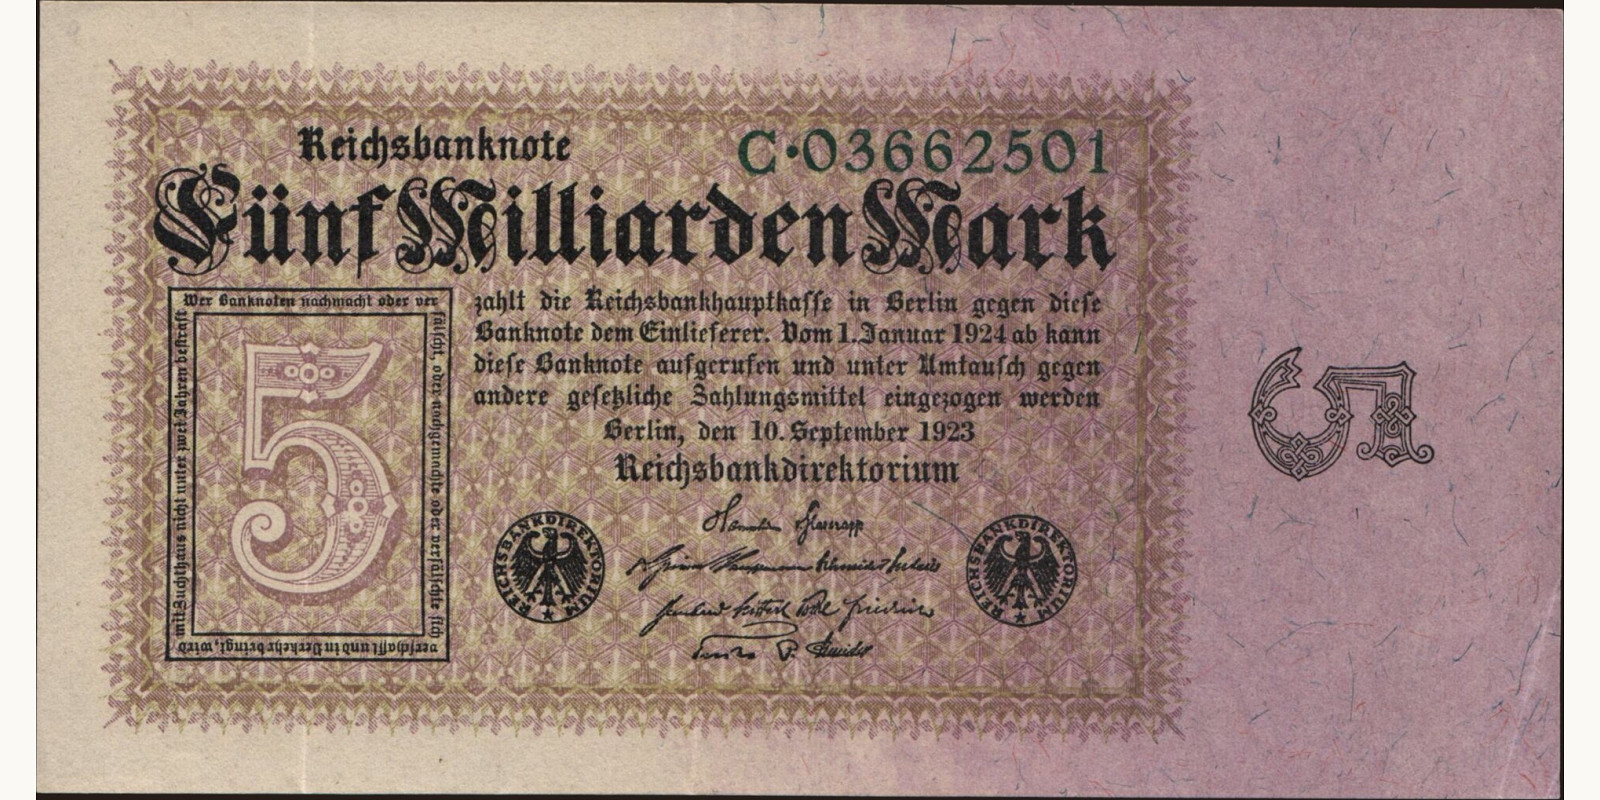 Reichsbanknote
C·03662501
Fünf Milliarden Mark
Wer Banknoten nachmacht oder ver
fälscht, oder nachgemachte oder verfälschte sich
verschafft und in Verkehr bringt, wird
mit Zuchthaus nicht unter zwei Jahren bestraft
5
zahlt die Reichsbankhauptkasse in Berlin gegen diese
Banknote dem Einlieferer. Vom 1. Januar 1924 ab kann
diese Banknote aufgerufen und unter Umtausch gegen
andere gesetzliche Zahlungsmittel eingezogen werden
Berlin, den 10. September 1923
Reichsbankdirektorium
REICHSBANKDIREKTORIUM
REICHSBANKDIREKTORIUM
5